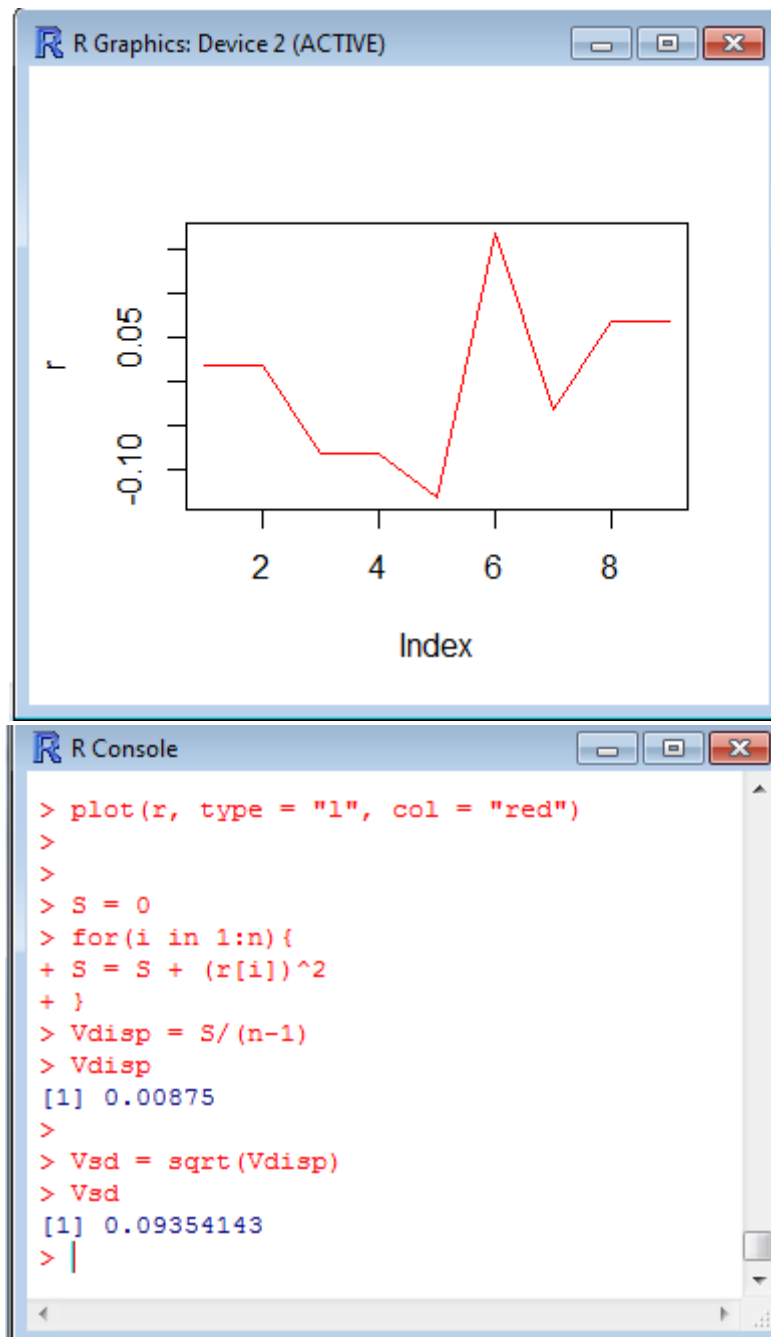 R Graphics: Device 2 (ACTIVE)
0.05
r
-0.10
2 4 6 8
Index
R Console
> plot(r, type = "l", col = "red")
>
>
> S = 0
> for(i in 1:n){
+ S = S + (r[i])^2
+ }
> Vdisp = S/(n-1)
> Vdisp
[1] 0.00875
>
> Vsd = sqrt(Vdisp)
> Vsd
[1] 0.09354143
>